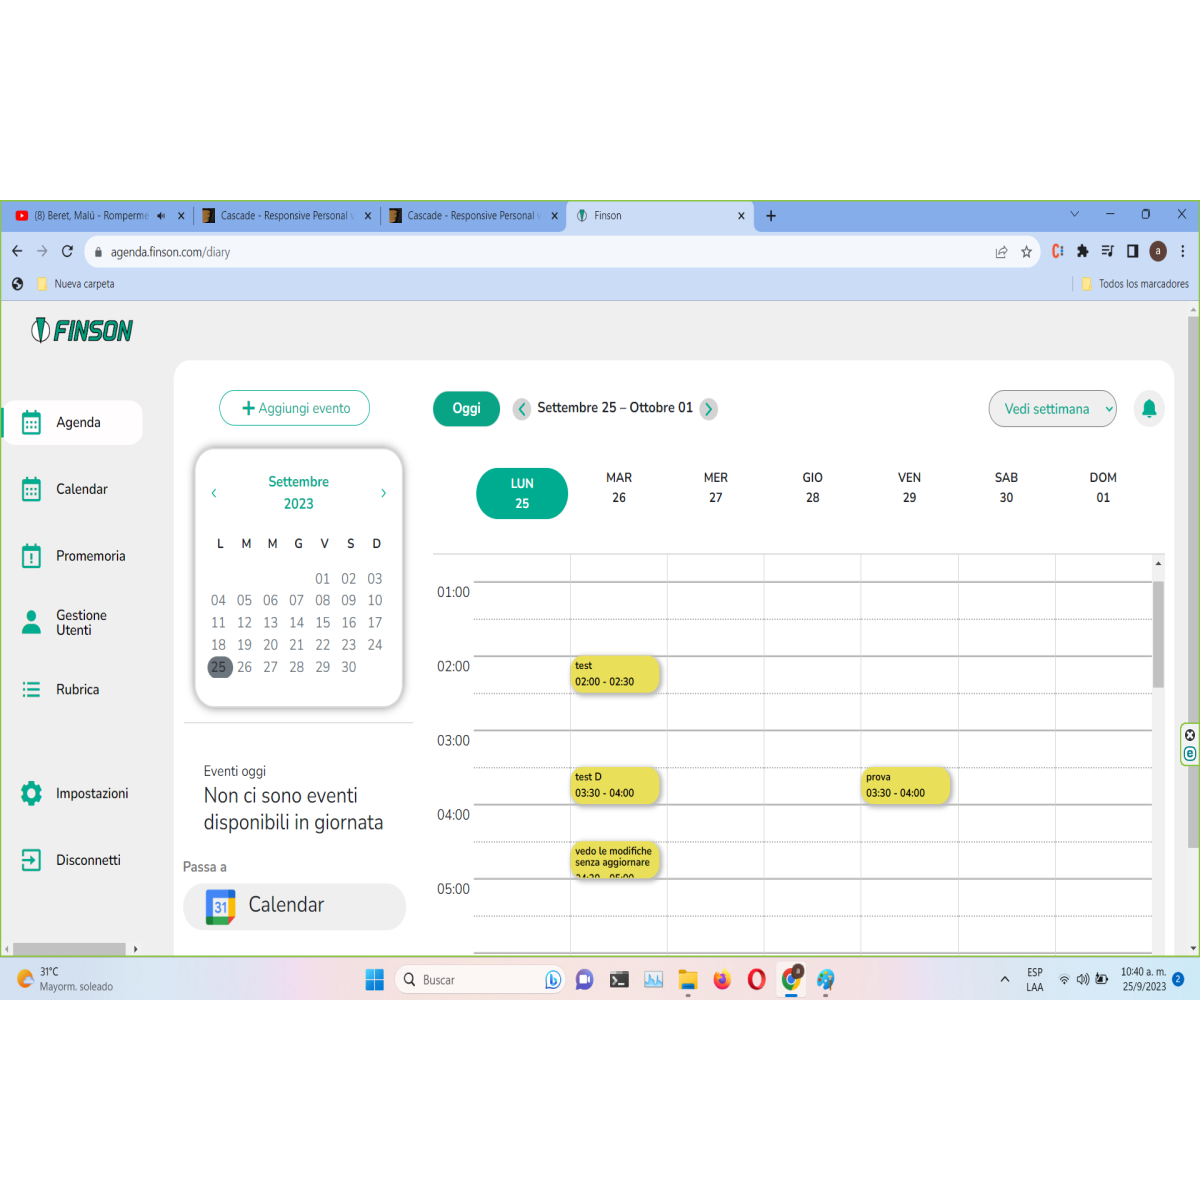 (8) Beret, Malú - Romperme
Cascade - Responsive Personal
Cascade - Responsive Personal
Finson
agenda.finson.com/diary
a
Nueva carpeta
Todos los marcadores
FINSON
Agenda
Calendar
Promemoria
Gestione
Utenti
Rubrica
Impostazioni
Disconnetti
+ Aggiungi evento
Oggi
Settembre 25 – Ottobre 01
Vedi settimana
Settembre
2023
L M M G V S D
01 02 03
04 05 06 07 08 09 10
11 12 13 14 15 16 17
18 19 20 21 22 23 24
25 26 27 28 29 30
Eventi oggi
Non ci sono eventi
disponibili in giornata
Passa a
31
Calendar
LUN MAR MER GIO VEN SAB DOM
25 26 27 28 29 30 01
01:00
02:00
test
02:00 - 02:30
03:00
test D
03:30 - 04:00
prova
03:30 - 04:00
04:00
vedo le modifiche
senza aggiornare
05:00
31°C
Mayorm. soleado
Buscar
ESP
LAA
10:40 a. m.
25/9/2023
2